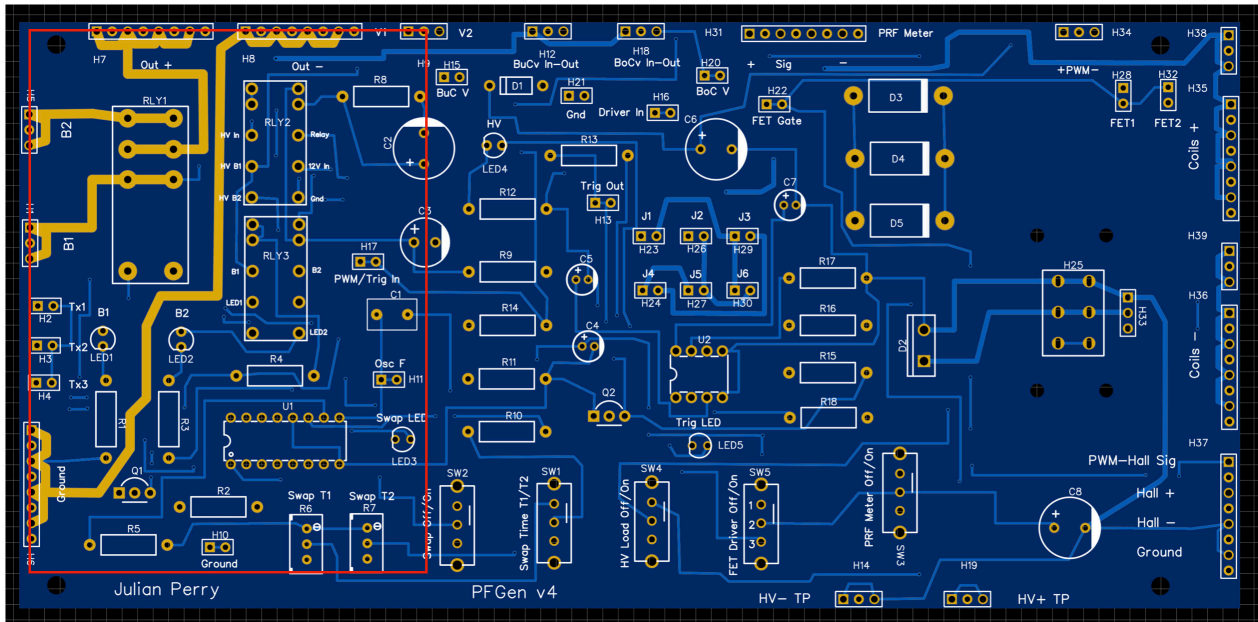 V1
V2
H7
H8
H9
H12
H18
H31
PRF Meter
H34
H38
Out +
Out -
H15
BuC V
BuCv In-Out
BoCv In-Out
H20
BoC V
+ Sig -
+PWM-
H28
H32
H35
R8
D1
H21
Gnd
H16
Driver In
H22
FET Gate
D3
FET1
FET2
H5
B2
RLY1
RLY2
HV In
Relay
HV B1
12V In
HV B2
Gnd
C2
HV
LED4
R13
C6
D4
Coils +
R12
Trig Out
H13
C7
D5
H1
B1
RLY3
B1
B2
LED1
LED2
C3
H17
PWM/Trig In
R9
C5
J1
J2
J3
H23
H26
H29
J4
J5
J6
H24
H27
H30
R17
H39
H25
H36
H33
Tx1
H2
Tx2
H3
Tx3
H4
B1
LED1
B2
LED2
C1
R14
C4
U2
R16
D2
Coils -
R4
Osc F
H11
R11
R15
R1
R3
U1
Swap LED
LED3
R10
Q2
Trig LED
LED5
R18
H37
Ground
H6
Q1
R2
Swap T1
R6
Swap T2
R7
SW2
Swap Off/On
SW1
Swap Time T1/T2
SW4
HV Load Off/On
SW5
FET Driver Off/On
1
2
3
PRF Meter Off/On
SW3
PWM-Hall Sig
Hall +
Hall -
Ground
C8
R5
H10
Ground
H14
H19
Julian Perry
PFGen v4
HV- TP
HV+ TP